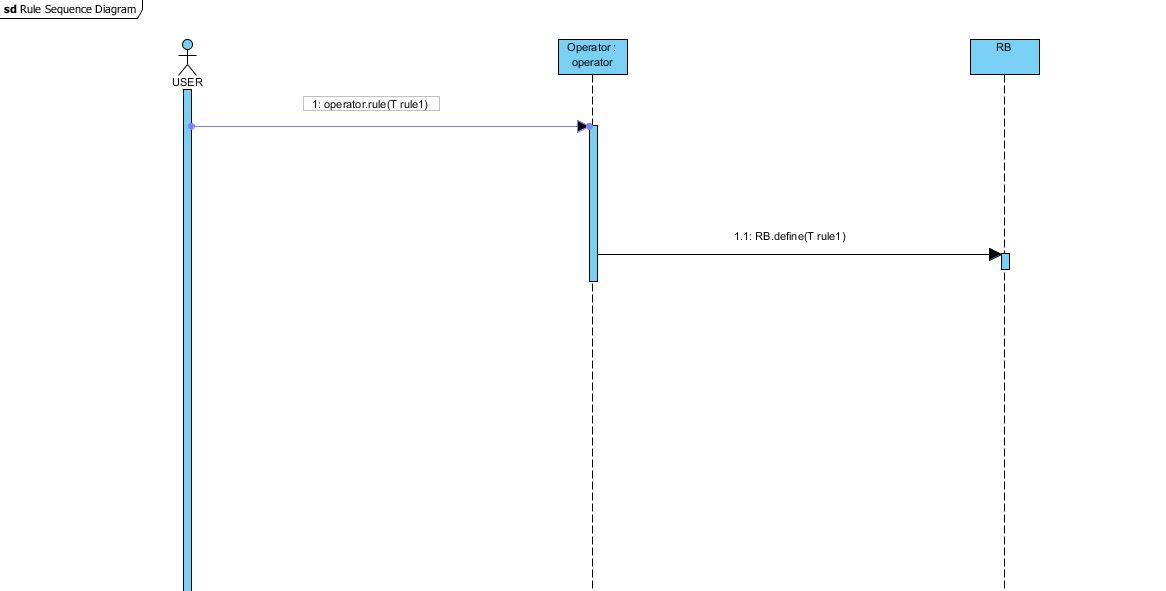 sd Rule Sequence Diagram
USER
Operator :
operator
RB
1: operator.rule(T rule1)
1.1: RB.define(T rule1)